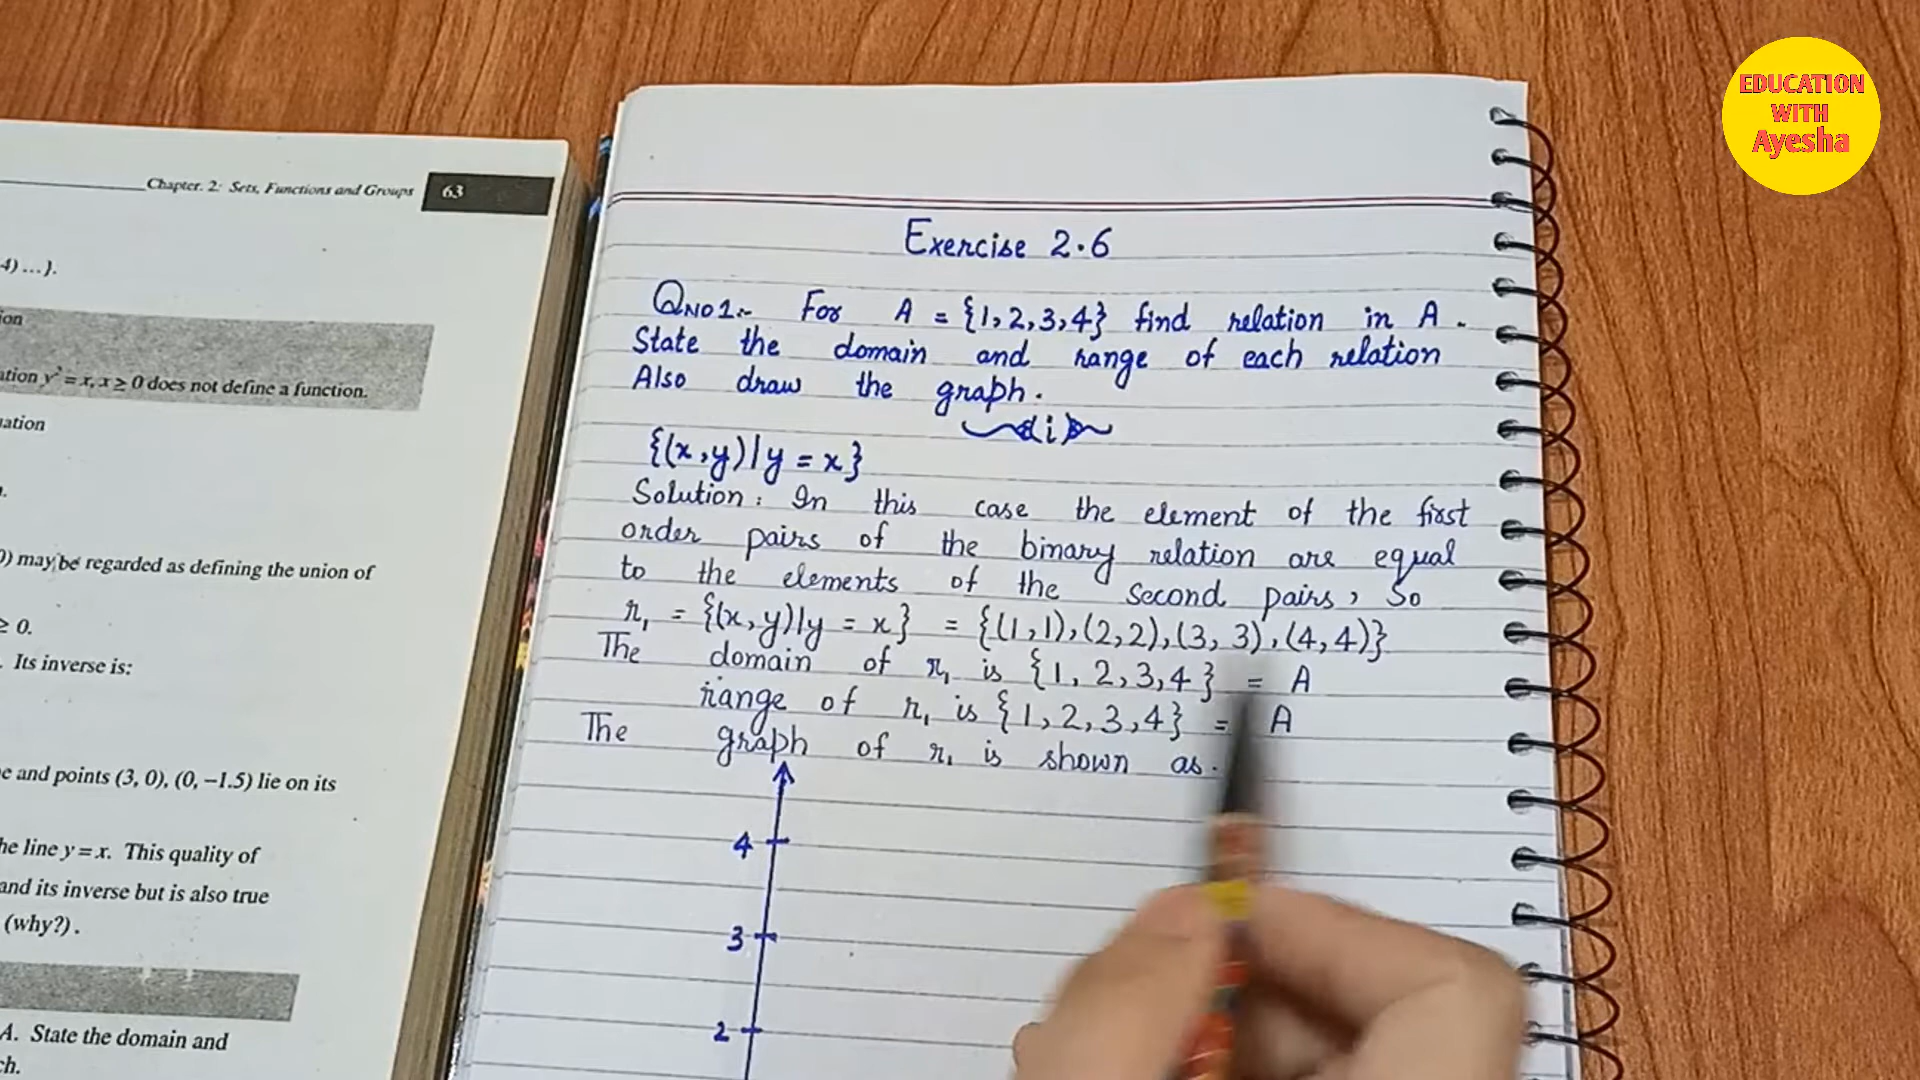 Chapter. 2: Sets, Functions and Groups 63
4) ...}.
ation y² = x, x ≥ 0 does not define a function.
0) may be regarded as defining the union of
≥ 0.
. Its inverse is:
e and points (3, 0), (0, −1.5) lie on its
he line y = x. This quality of
and its inverse but is also true
(why?).
A. State the domain and
ch.
Exercise 2.6
QNO1:- For A = {1, 2, 3, 4} find relation in A.
State the domain and range of each relation
Also draw the graph.
i
{(x, y) | y = x}
Solution: In this case the element of the first
order pairs of the binary relation are equal
to the elements of the second pairs, So
r₁ = {(x, y) | y = x} = {(1, 1), (2, 2), (3, 3), (4, 4)}
The domain of r₁ is {1, 2, 3, 4} = A
range of r₁ is {1, 2, 3, 4} = A
The graph of r₁ is shown as.
4
3
2
EDUCATION
WITH
Ayesha